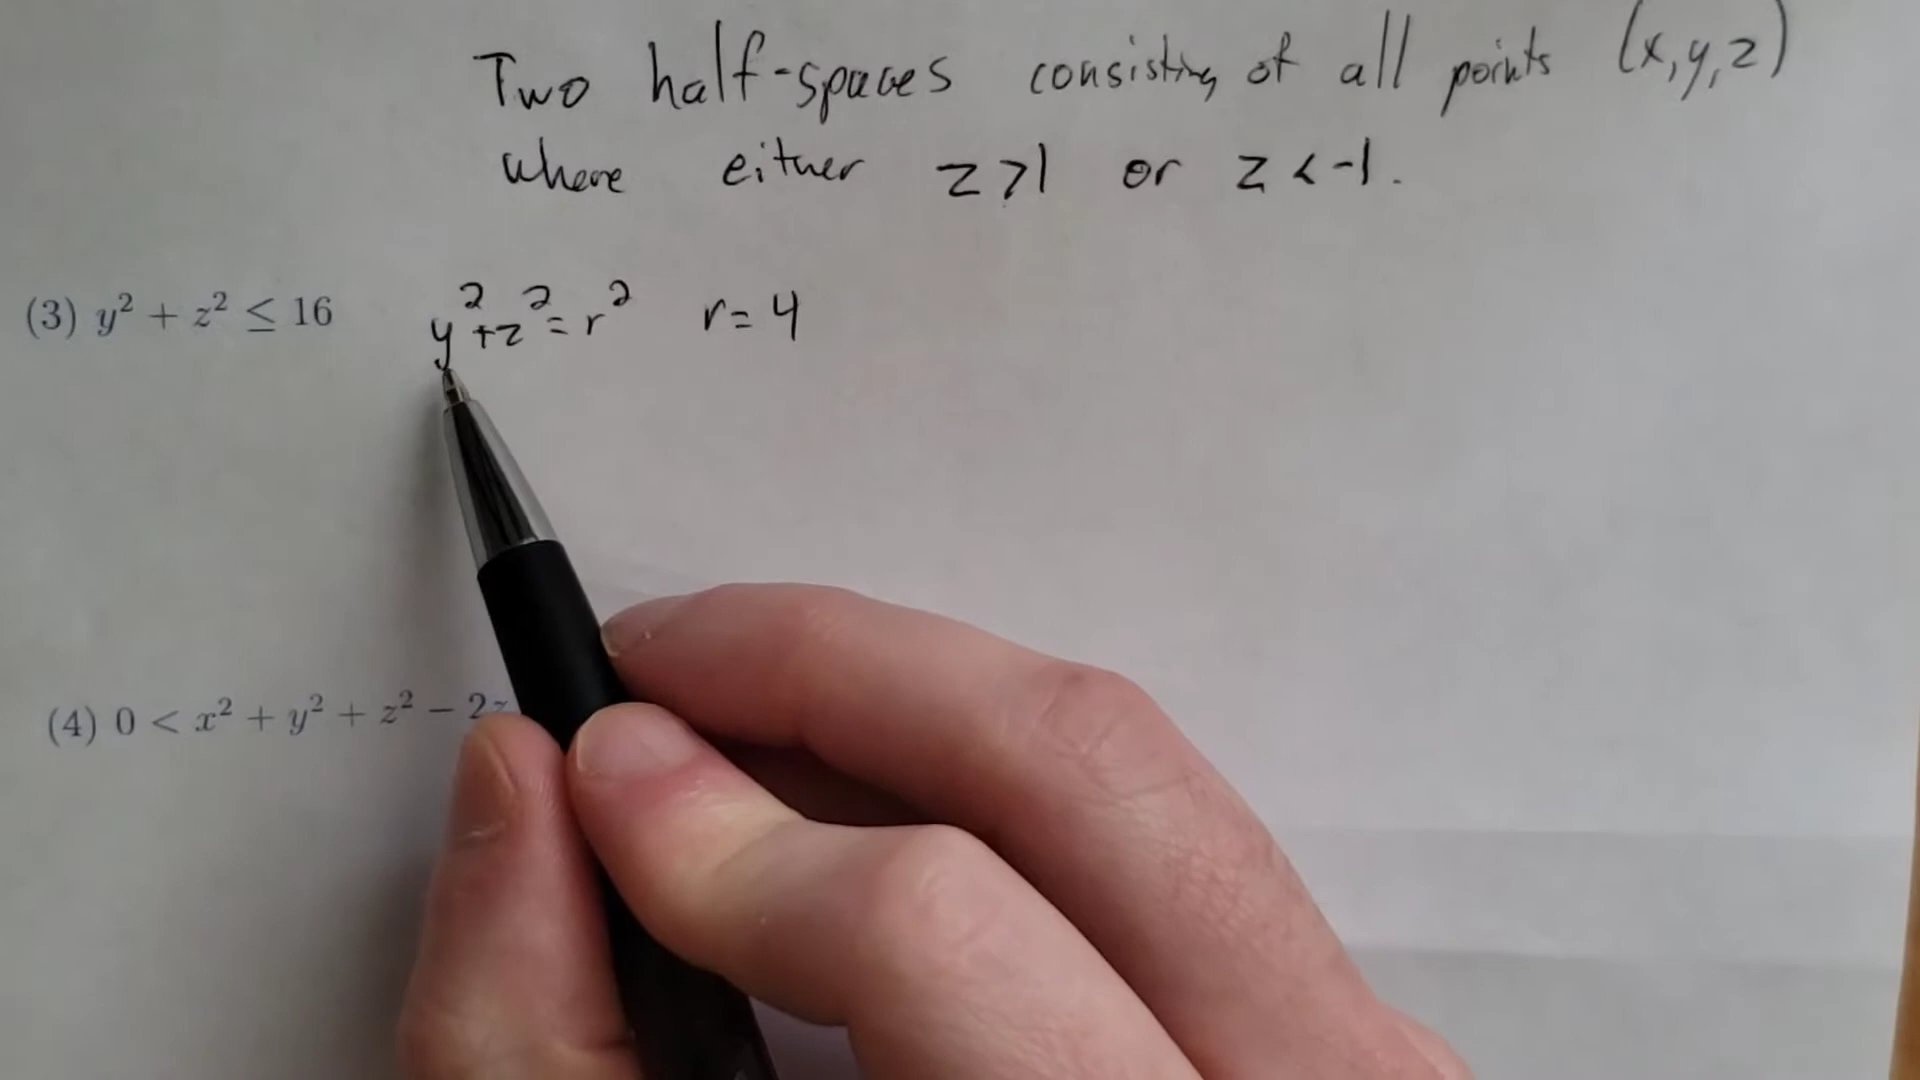 Two half-spaces consisting of all points (x,y,z)
where either z>1 or z<-1.
(3) y² + z² ≤ 16 y²+z²=r² r=4
(4) 0 < x² + y² + z² − 2z